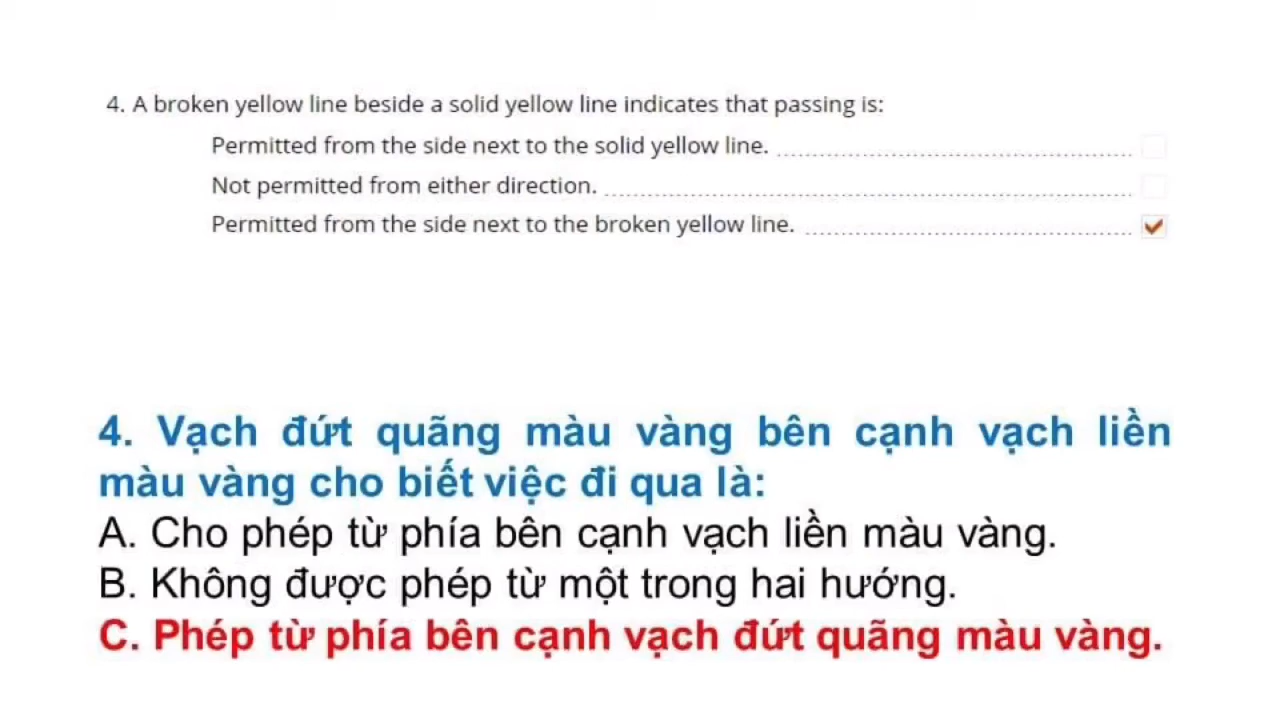 4. A broken yellow line beside a solid yellow line indicates that passing is:
Permitted from the side next to the solid yellow line.
Not permitted from either direction.
Permitted from the side next to the broken yellow line.
4. Vạch đứt quãng màu vàng bên cạnh vạch liền
màu vàng cho biết việc đi qua là:
A. Cho phép từ phía bên cạnh vạch liền màu vàng.
B. Không được phép từ một trong hai hướng.
C. Phép từ phía bên cạnh vạch đứt quãng màu vàng.